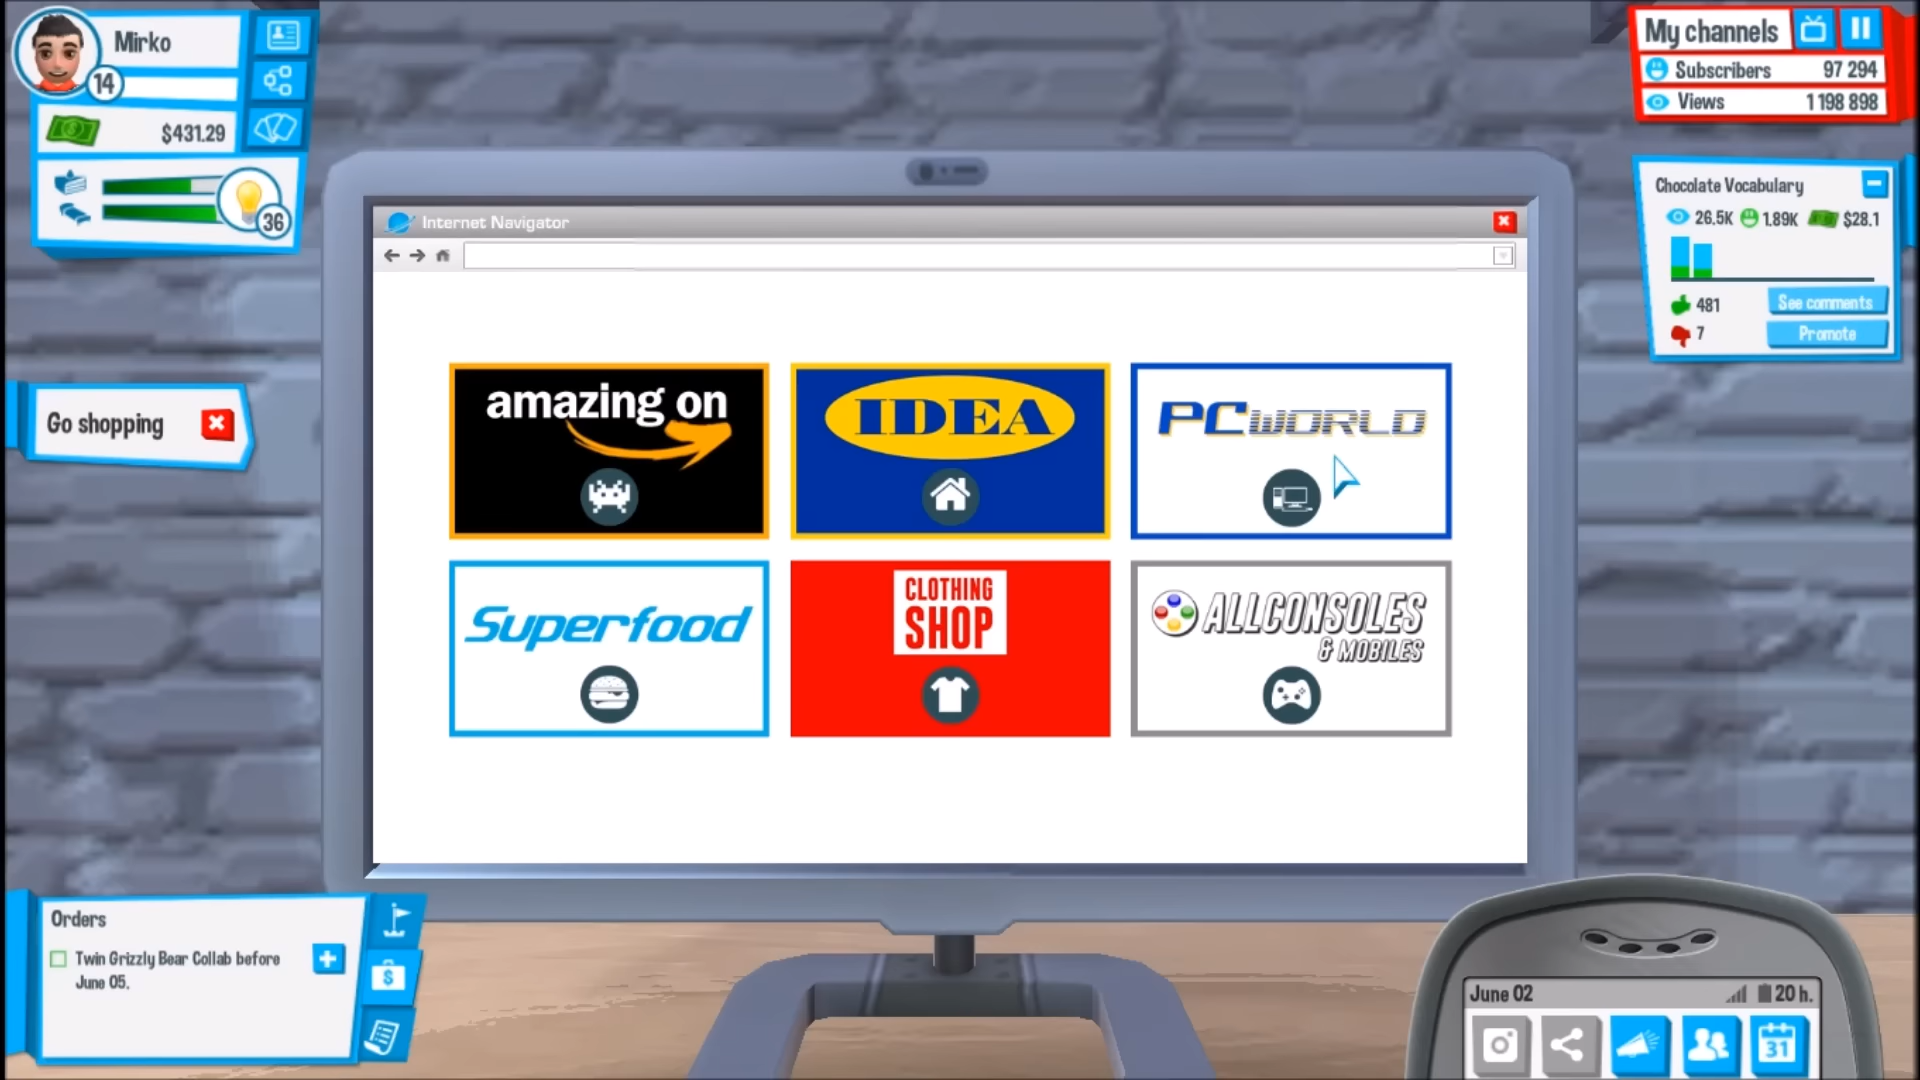 Mirko
14
$431.29
36
My channels
Subscribers 97 294
Views 1 198 898
Chocolate Vocabulary
26.5K 1.89K $28.1
481
See comments
7
Promote
Internet Navigator
Go shopping
amazing on
IDEA
PC WORLD
Superfood
CLOTHING
SHOP
ALLCONSOLES
& MOBILES
Orders
Twin Grizzly Bear Collab before
June 05.
$
June 02
20 h.
31